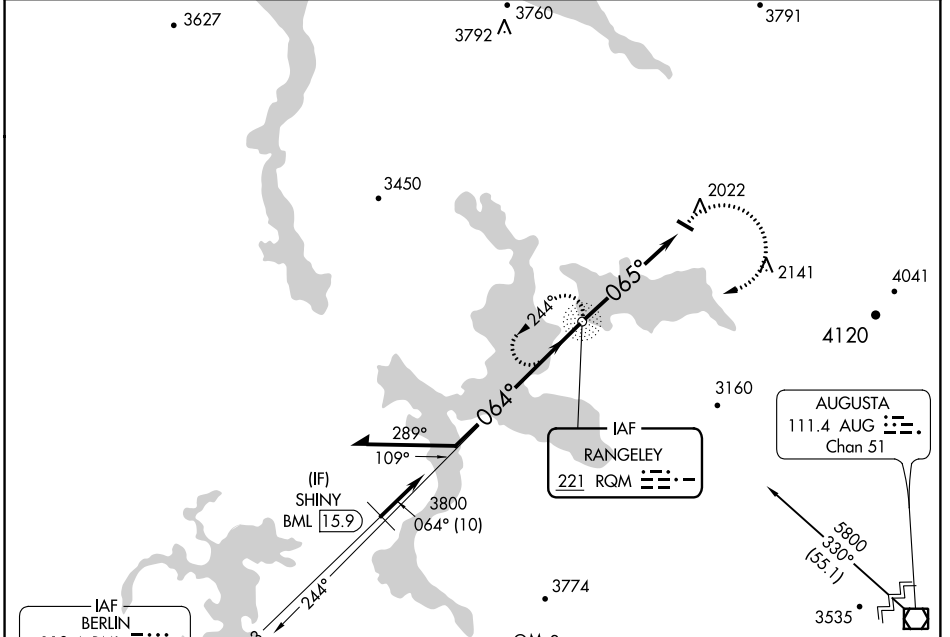 3627
3760
3792
3791
3450
2022
065°
2141
4041
4120
244°
064°
3160
IAF
RANGELEY
221 RQM
AUGUSTA
111.4 AUG
Chan 51
289°
109°
(IF)
SHINY
BML 15.9
3800
064° (10)
5800
330°
(55.1)
244°
3774
3535
IAF
BERLIN